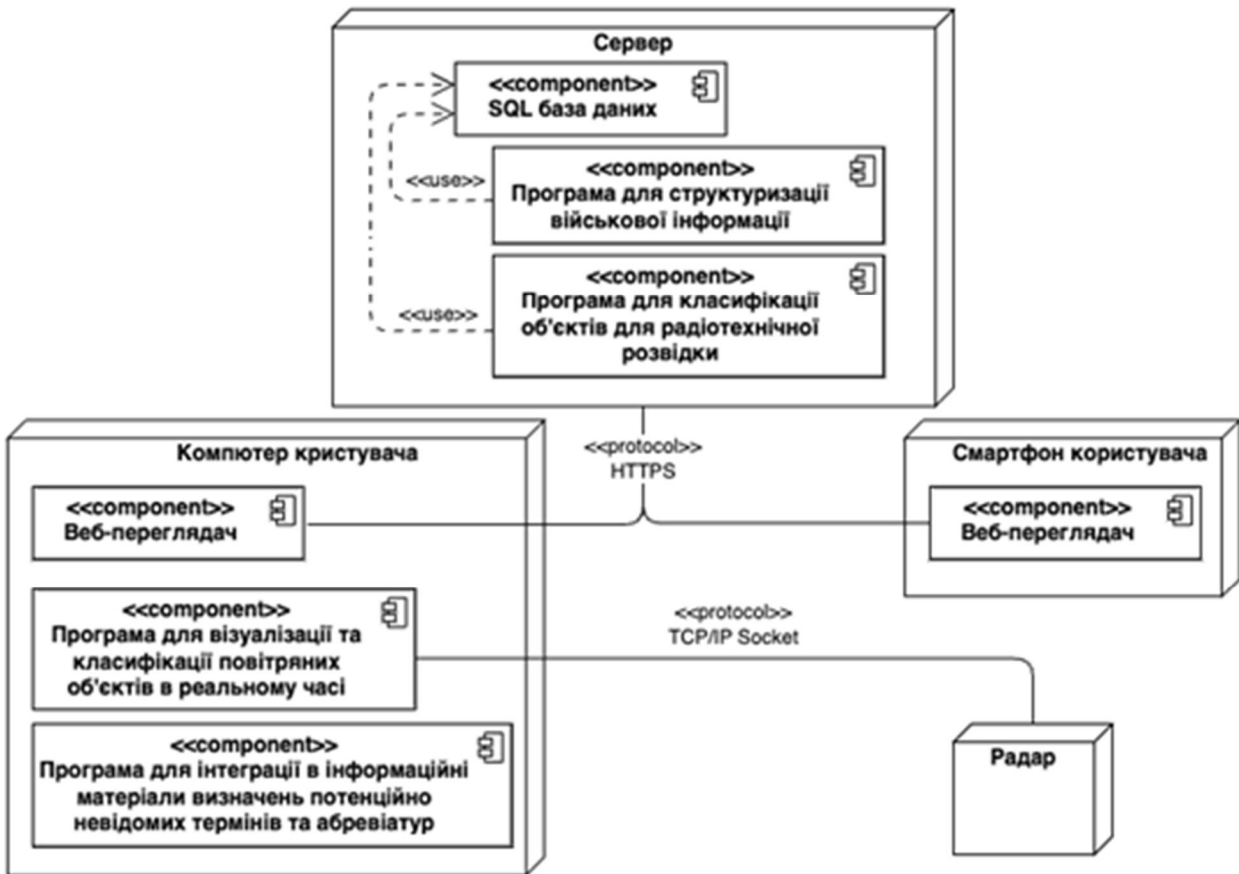 Сервер
<<component>>
SQL база даних
<<component>>
<<use>>
Програма для структуризації
військової інформації
<<component>>
Програма для класифікації
<<use>>
об'єктів для радіотехнічної
розвідки
Компютер кристувача
<<protocol>>
HTTPS
Смартфон користувача
<<component>>
Веб-переглядач
<<component>>
Веб-переглядач
<<component>>
Програма для візуалізації та
класифікації повітряних
об'єктів в реальному часі
<<protocol>>
TCP/IP Socket
<<component>>
Програма для інтеграції в інформаційні
матеріали визначень потенційно
невідомих термінів та абревіатур
Радар